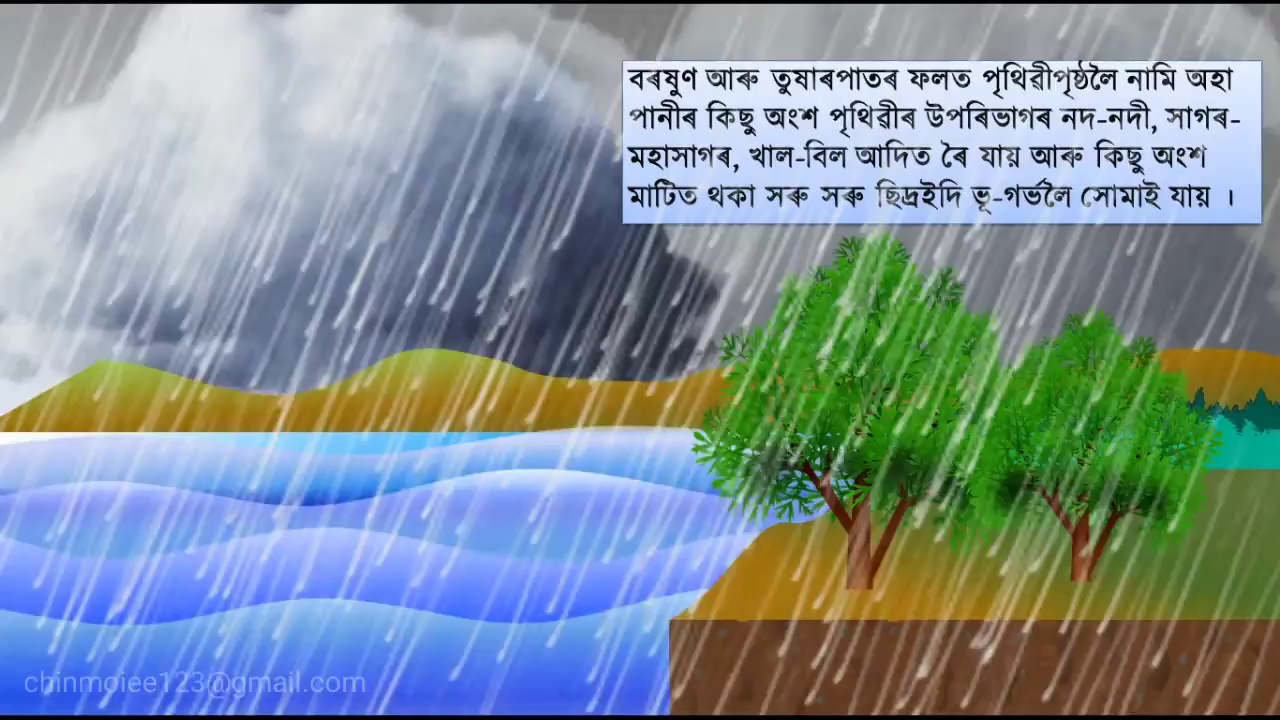 বৰষুণ আৰু তুষাৰপাতৰ ফলত পৃথিৱীপৃষ্ঠলৈ নামি অহা
পানীৰ কিছু অংশ পৃথিৱীৰ উপৰিভাগৰ নদ-নদী, সাগৰ-
মহাসাগৰ, খাল-বিল আদিত ৰৈ যায় আৰু কিছু অংশ
মাটিত থকা সৰু সৰু ছিদ্ৰইদি ভূ-গৰ্ভলৈ সোমাই যায় ।
chinmoiee123@gmail.com